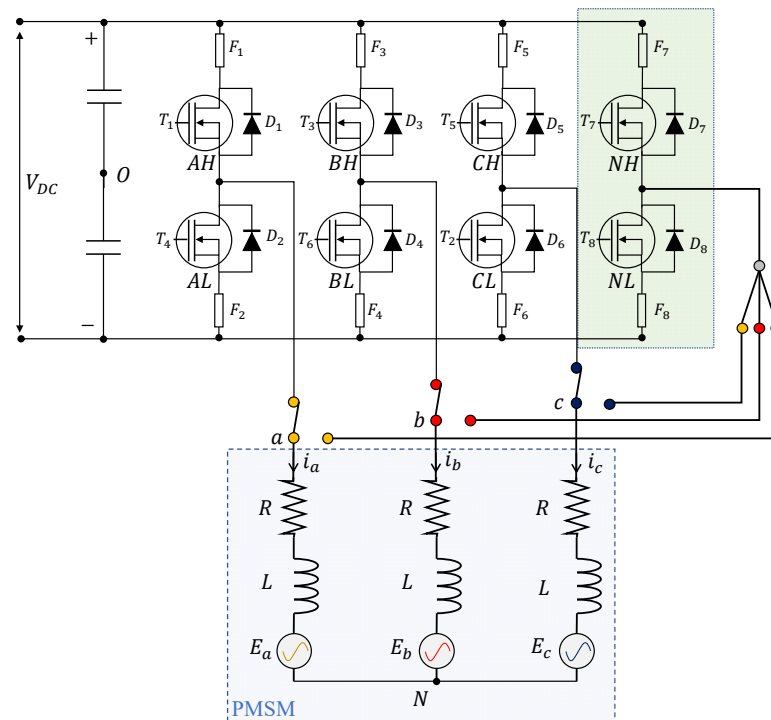 +
F1 F3 F5 F7
T1 D1 T3 D3 T5 D5 T7 D7
AH BH CH NH
VDC O
T4 D2 T6 D4 T2 D6 T8 D8
AL BL CL NL
F2 F4 F6 F8
−
a b c
ia ib ic
R R R
L L L
Ea Eb Ec
N
PMSM